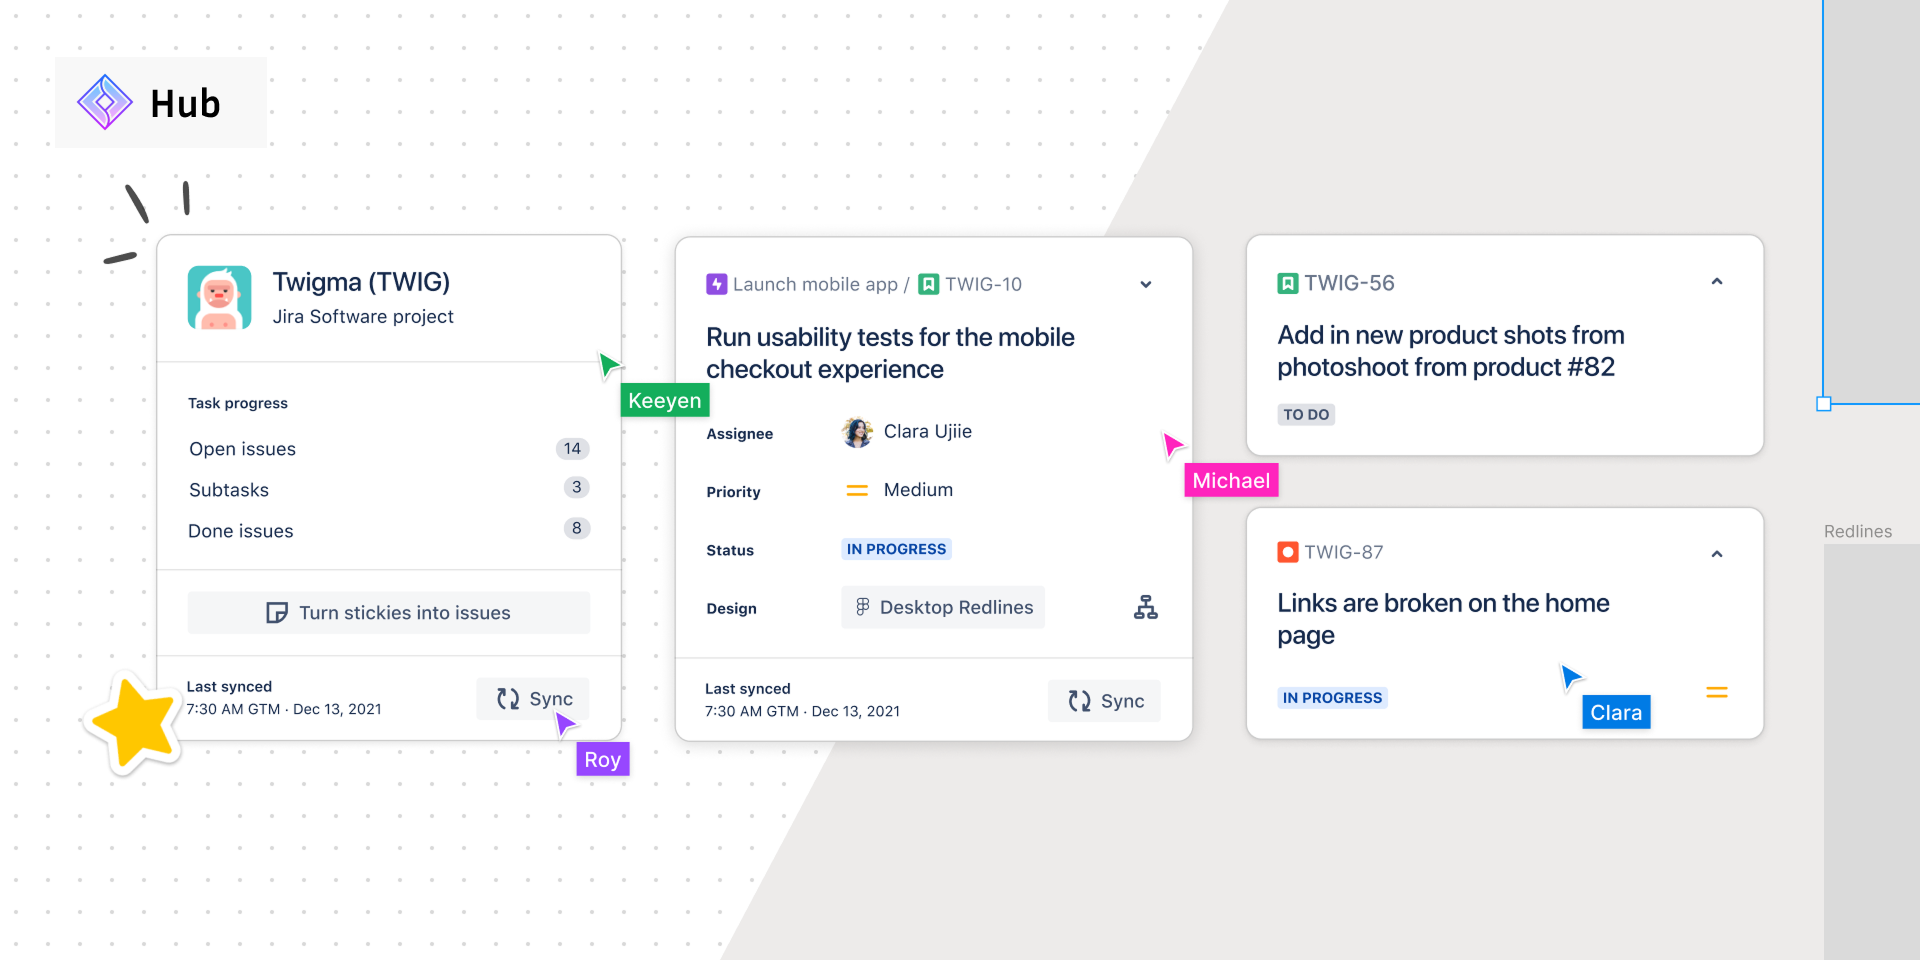 Hub
Twigma (TWIG)
Jira Software project
Task progress
Open issues 14
Subtasks 3
Done issues 8
Turn stickies into issues
Last synced
7:30 AM GTM · Dec 13, 2021
Sync
Keeyen
Roy
Launch mobile app / TWIG-10
Run usability tests for the mobile
checkout experience
Assignee Clara Ujiie
Priority Medium
Status IN PROGRESS
Design Desktop Redlines
Last synced
7:30 AM GTM · Dec 13, 2021
Sync
Michael
TWIG-56
Add in new product shots from
photoshoot from product #82
TO DO
TWIG-87
Links are broken on the home
page
IN PROGRESS
Clara
Redlines